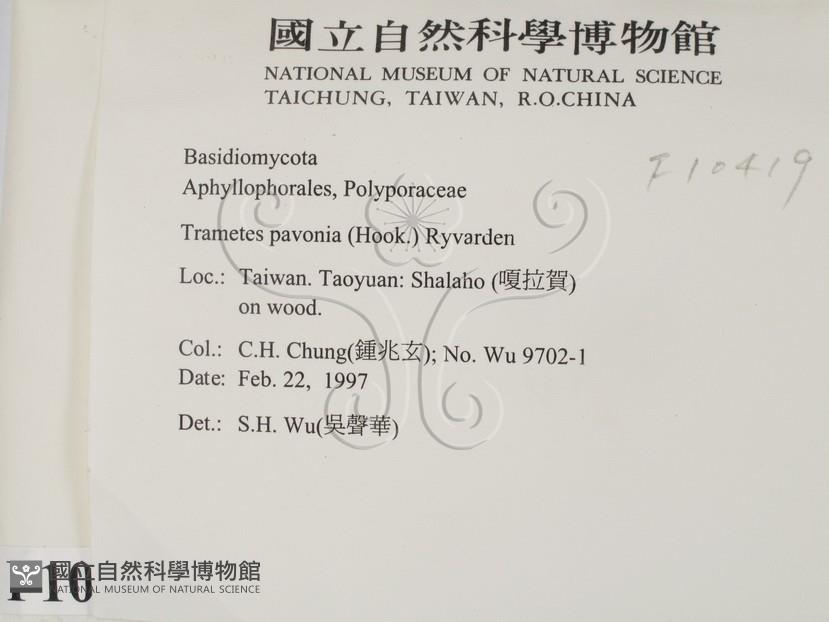 國立自然科學博物館
NATIONAL MUSEUM OF NATURAL SCIENCE
TAICHUNG, TAIWAN, R.O.CHINA
F10419
Basidiomycota
Aphyllophorales, Polyporaceae
Trametes pavonia (Hook.) Ryvarden
Loc.: Taiwan. Taoyuan: Shalaho (嘎拉賀)
on wood.
Col.: C.H. Chung(鍾兆玄); No. Wu 9702-1
Date: Feb. 22, 1997
Det.: S.H. Wu(吳聲華)
國立自然科學博物館
NATIONAL MUSEUM OF NATURAL SCIENCE